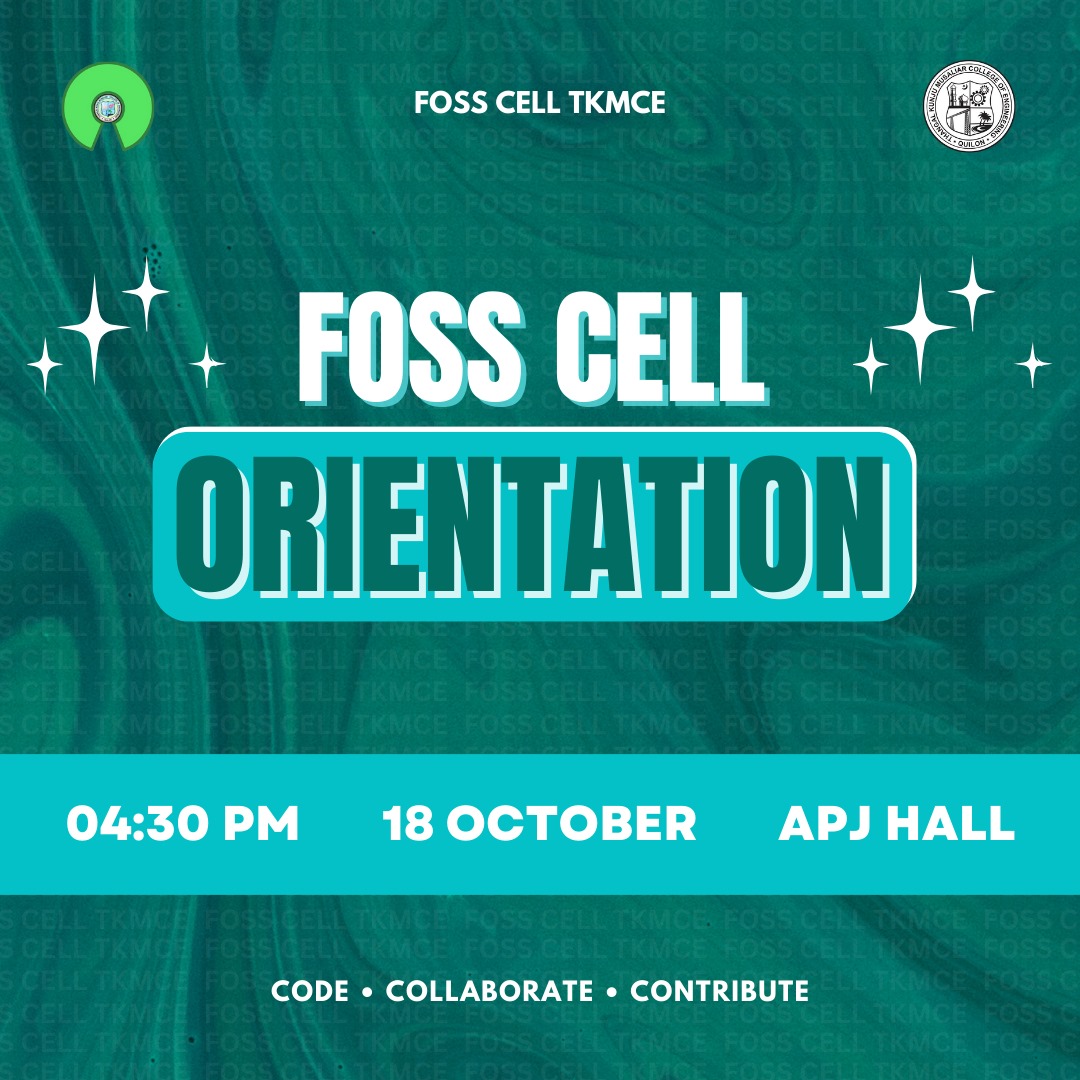 FOSS CELL TKMCE
THANGAL KUNJU MUSALIAR COLLEGE OF ENGINEERING
• QUILON •
FOSS CELL
ORIENTATION
04:30 PM 18 OCTOBER APJ HALL
CODE • COLLABORATE • CONTRIBUTE